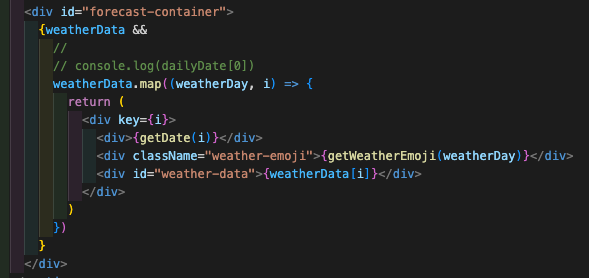 <div id="forecast-container">
{weatherData &&
//
// console.log(dailyDate[0])
weatherData.map((weatherDay, i) => {
return (
<div key={i}>
<div>{getDate(i)}</div>
<div className="weather-emoji">{getWeatherEmoji(weatherDay)}</div>
<div id="weather-data">{weatherData[i]}</div>
</div>
)
})
}
</div>